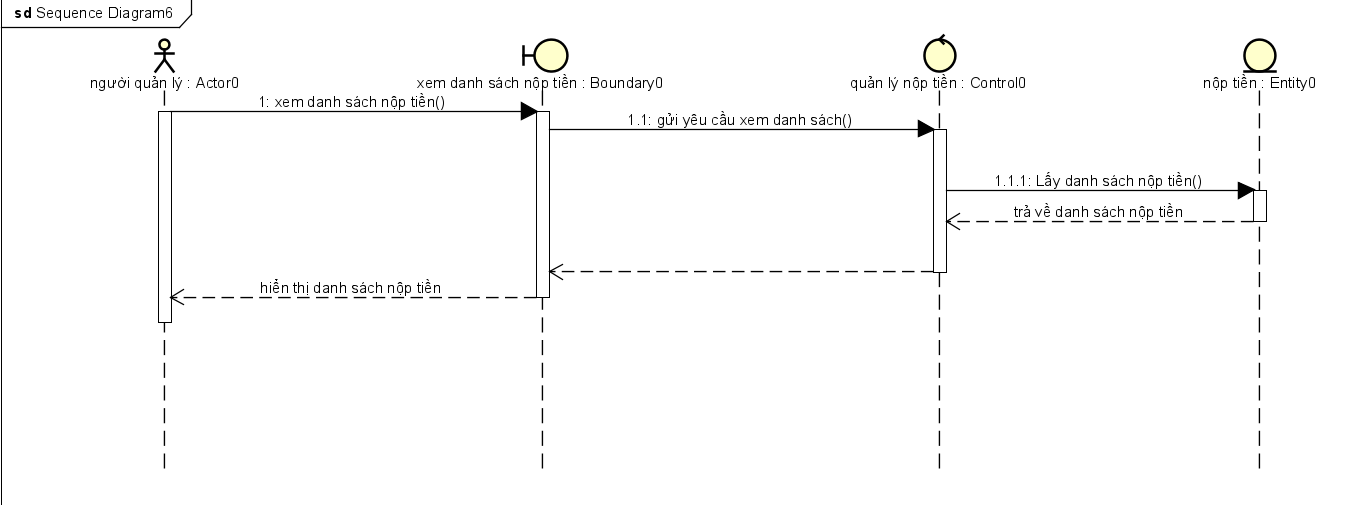 sd Sequence Diagram6
người quản lý : Actor0
xem danh sách nộp tiền : Boundary0
quản lý nộp tiền : Control0
nộp tiền : Entity0
1: xem danh sách nộp tiền()
1.1: gửi yêu cầu xem danh sách()
1.1.1: Lấy danh sách nộp tiền()
trả về danh sách nộp tiền
hiển thị danh sách nộp tiền